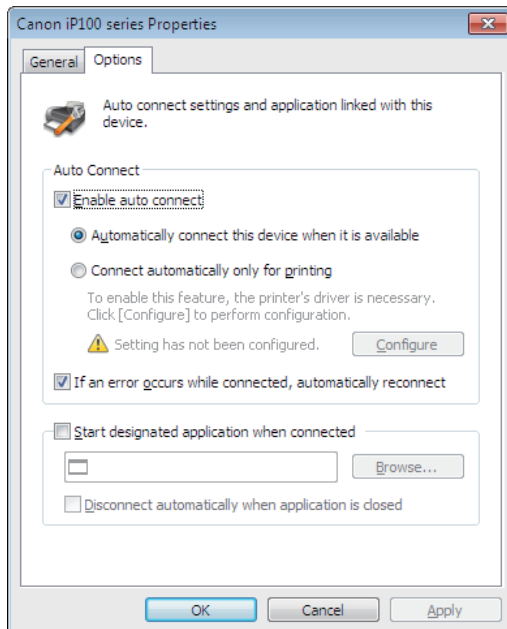 Canon iP100 series Properties
General Options
Auto connect settings and application linked with this
device.
Auto Connect
Enable auto connect
Automatically connect this device when it is available
Connect automatically only for printing
To enable this feature, the printer's driver is necessary.
Click [Configure] to perform configuration.
Setting has not been configured. Configure
If an error occurs while connected, automatically reconnect
Start designated application when connected
Browse...
Disconnect automatically when application is closed
OK Cancel Apply